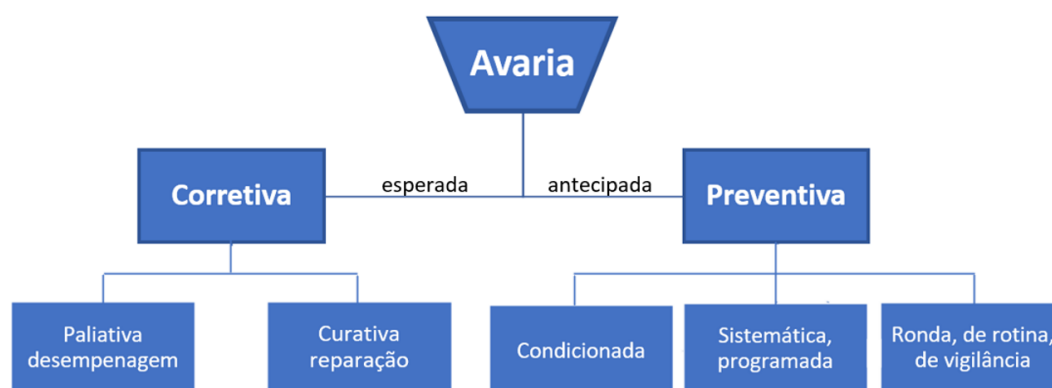 Avaria
esperada
antecipada
Corretiva
Preventiva
Paliativa
desempenagem
Curativa
reparação
Condicionada
Sistemática,
programada
Ronda, de rotina,
de vigilância